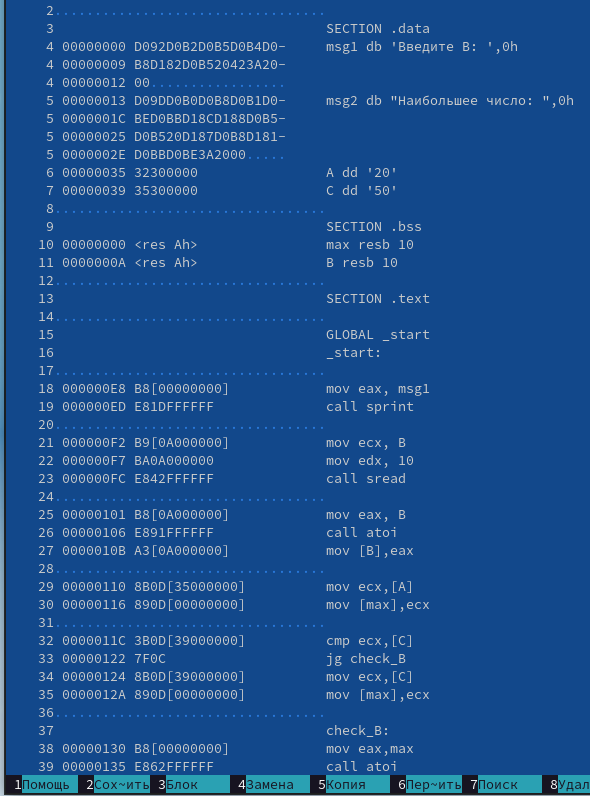 2
3 SECTION .data
4 00000000 D092D0B2D0B5D0B4D0- msg1 db 'Введите B: ',0h
4 00000009 B8D182D0B520423A20-
4 00000012 00
5 00000013 D09DD0B0D0B8D0B1D0- msg2 db "Наибольшее число: ",0h
5 0000001C BED0BBD18CD188D0B5-
5 00000025 D0B520D187D0B8D181-
5 0000002E D0BBD0BE3A2000
6 00000035 32300000 A dd '20'
7 00000039 35300000 C dd '50'
8
9 SECTION .bss
10 00000000 <res Ah> max resb 10
11 0000000A <res Ah> B resb 10
12
13 SECTION .text
14
15 GLOBAL _start
16 _start:
17
18 000000E8 B8[00000000] mov eax, msg1
19 000000ED E81DFFFFFF call sprint
20
21 000000F2 B9[0A000000] mov ecx, B
22 000000F7 BA0A000000 mov edx, 10
23 000000FC E842FFFFFF call sread
24
25 00000101 B8[0A000000] mov eax, B
26 00000106 E891FFFFFF call atoi
27 0000010B A3[0A000000] mov [B],eax
28
29 00000110 8B0D[35000000] mov ecx,[A]
30 00000116 890D[00000000] mov [max],ecx
31
32 0000011C 3B0D[39000000] cmp ecx,[C]
33 00000122 7F0C jg check_B
34 00000124 8B0D[39000000] mov ecx,[C]
35 0000012A 890D[00000000] mov [max],ecx
36
37 check_B:
38 00000130 B8[00000000] mov eax,max
39 00000135 E862FFFFFF call atoi
1Помощь 2Сох~ить 3Блок 4Замена 5Копия 6Пер~ить 7Поиск 8Удал